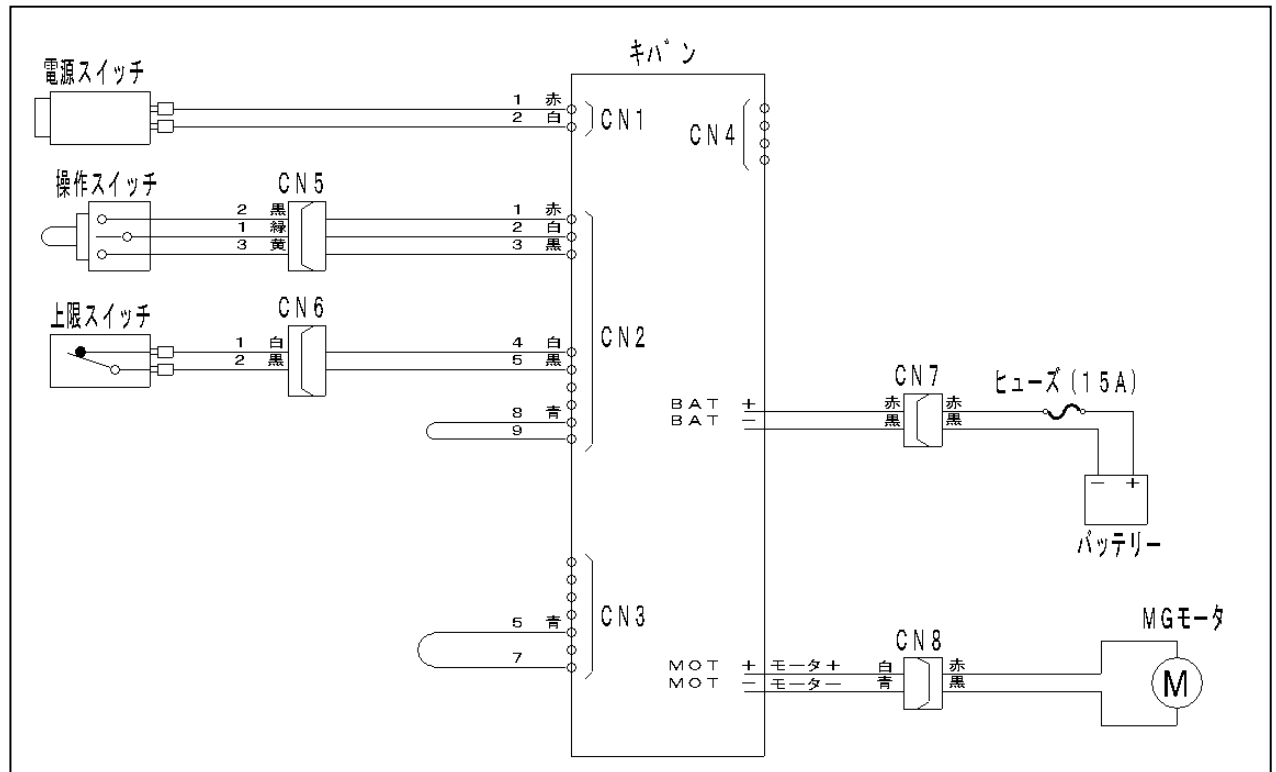 キバン
電源スイッチ
1 赤
2 白
CN1
CN4
操作スイッチ
CN5
2 黒
1 緑
3 黄
1 赤
2 白
3 黒
上限スイッチ
CN6
1 白
2 黒
4 白
5 黒
CN2
8 青
9
BAT +
BAT −
CN7
赤
黒
赤
黒
ヒューズ(15A)
− +
バッテリー
CN3
5 青
7
MOT + モータ+
MOT − モータ−
白
青
CN8
赤
黒
MGモータ
M